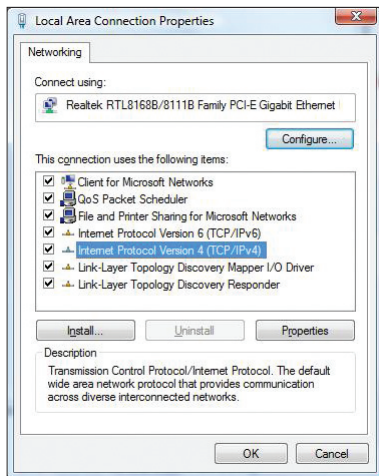 Local Area Connection Properties
Networking
Connect using:
Realtek RTL8168B/8111B Family PCI-E Gigabit Ethernet
Configure...
This connection uses the following items:
Client for Microsoft Networks
QoS Packet Scheduler
File and Printer Sharing for Microsoft Networks
Internet Protocol Version 6 (TCP/IPv6)
Internet Protocol Version 4 (TCP/IPv4)
Link-Layer Topology Discovery Mapper I/O Driver
Link-Layer Topology Discovery Responder
Install... Uninstall Properties
Description
Transmission Control Protocol/Internet Protocol. The default
wide area network protocol that provides communication
across diverse interconnected networks.
OK Cancel